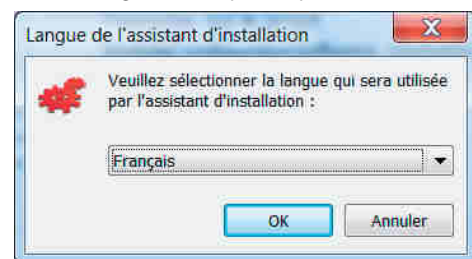 Langue de l'assistant d'installation
Veuillez sélectionner la langue qui sera utilisée
par l'assistant d'installation :
Français
OK Annuler